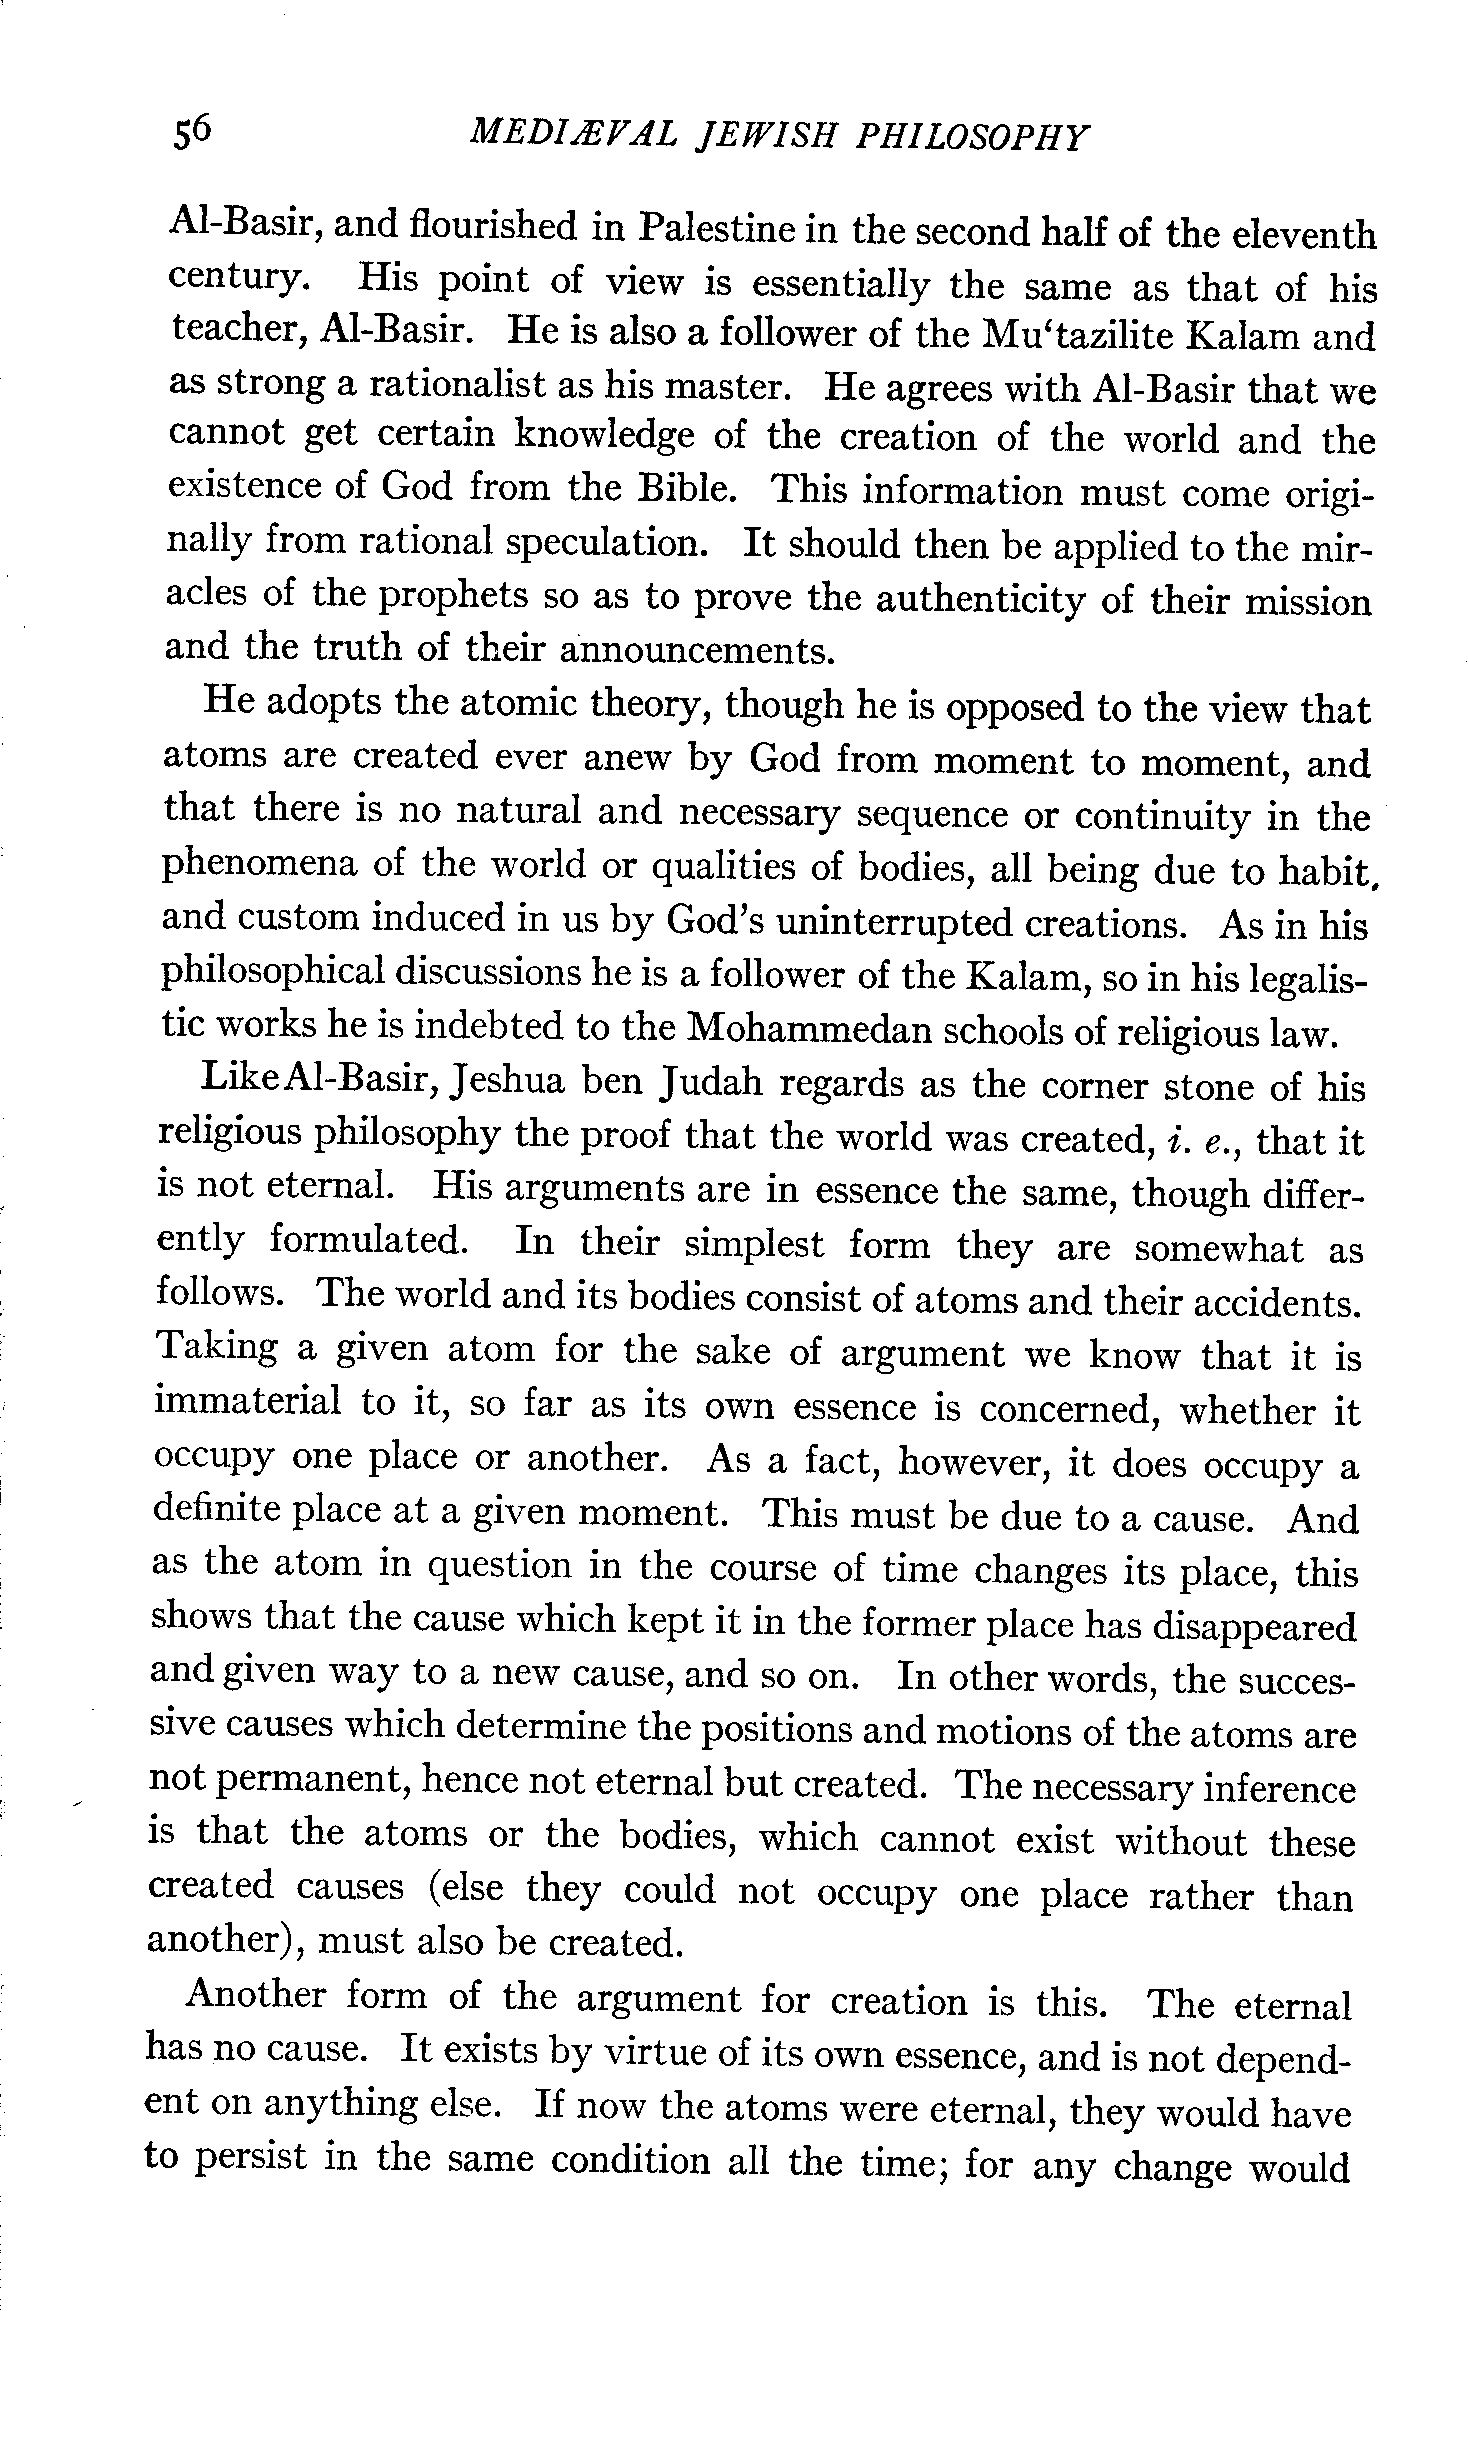 56 MEDIÆVAL JEWISH PHILOSOPHY
Al-Basir, and flourished in Palestine in the second half of the eleventh
century. His point of view is essentially the same as that of his
teacher, Al-Basir. He is also a follower of the Mu‘tazilite Kalam and
as strong a rationalist as his master. He agrees with Al-Basir that we
cannot get certain knowledge of the creation of the world and the
existence of God from the Bible. This information must come origi-
nally from rational speculation. It should then be applied to the mir-
acles of the prophets so as to prove the authenticity of their mission
and the truth of their announcements.
He adopts the atomic theory, though he is opposed to the view that
atoms are created ever anew by God from moment to moment, and
that there is no natural and necessary sequence or continuity in the
phenomena of the world or qualities of bodies, all being due to habit,
and custom induced in us by God's uninterrupted creations. As in his
philosophical discussions he is a follower of the Kalam, so in his legalis-
tic works he is indebted to the Mohammedan schools of religious law.
Like Al-Basir, Jeshua ben Judah regards as the corner stone of his
religious philosophy the proof that the world was created, i. e., that it
is not eternal. His arguments are in essence the same, though differ-
ently formulated. In their simplest form they are somewhat as
follows. The world and its bodies consist of atoms and their accidents.
Taking a given atom for the sake of argument we know that it is
immaterial to it, so far as its own essence is concerned, whether it
occupy one place or another. As a fact, however, it does occupy a
definite place at a given moment. This must be due to a cause. And
as the atom in question in the course of time changes its place, this
shows that the cause which kept it in the former place has disappeared
and given way to a new cause, and so on. In other words, the succes-
sive causes which determine the positions and motions of the atoms are
not permanent, hence not eternal but created. The necessary inference
is that the atoms or the bodies, which cannot exist without these
created causes (else they could not occupy one place rather than
another), must also be created.
Another form of the argument for creation is this. The eternal
has no cause. It exists by virtue of its own essence, and is not depend-
ent on anything else. If now the atoms were eternal, they would have
to persist in the same condition all the time; for any change would